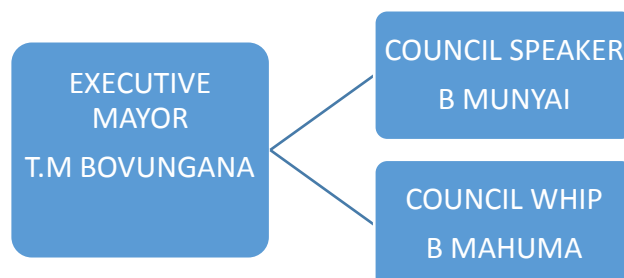 EXECUTIVE
MAYOR
T.M BOVUNGANA
COUNCIL SPEAKER
B MUNYAI
COUNCIL WHIP
B MAHUMA